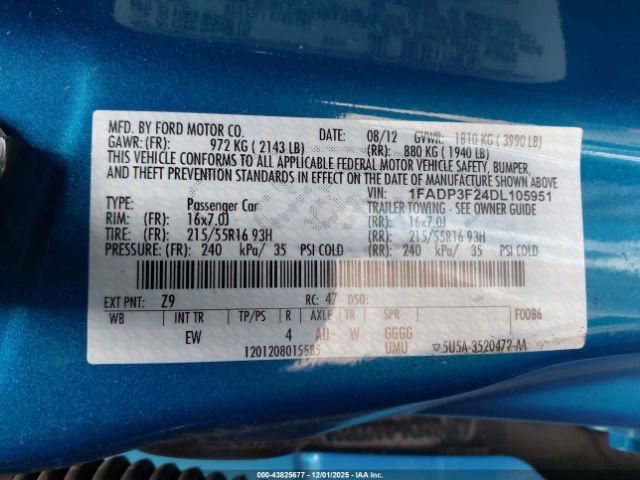 MFD. BY FORD MOTOR CO. DATE: 08/12 GVWR: 1810 KG ( 3990 LB)
GAWR: (FR): 972 KG ( 2143 LB) (RR): 880 KG ( 1940 LB)
THIS VEHICLE CONFORMS TO ALL APPLICABLE FEDERAL MOTOR VEHICLE SAFETY, BUMPER,
AND THEFT PREVENTION STANDARDS IN EFFECT ON THE DATE OF MANUFACTURE SHOWN ABOVE.
VIN: 1FADP3F24DL105951
TYPE: Passenger Car TRAILER TOWING - SEE OWNER GUIDE
RIM: (FR): 16x7.0J (RR): 16x7.0J
TIRE: (FR): 215/55R16 93H (RR): 215/55R16 93H
PRESSURE: (FR): 240 kPa/ 35 PSI COLD (RR): 240 kPa/ 35 PSI COLD
EXT PNT: Z9 RC: 47 DSO:
WB INT TR TP/PS R AXLE TR SPR F0086
EW 4 AU W GGGG
1201208015585 UMU ▽5U5A-3520472-AA
000-43825677 - 12/01/2025 - IAA Inc.